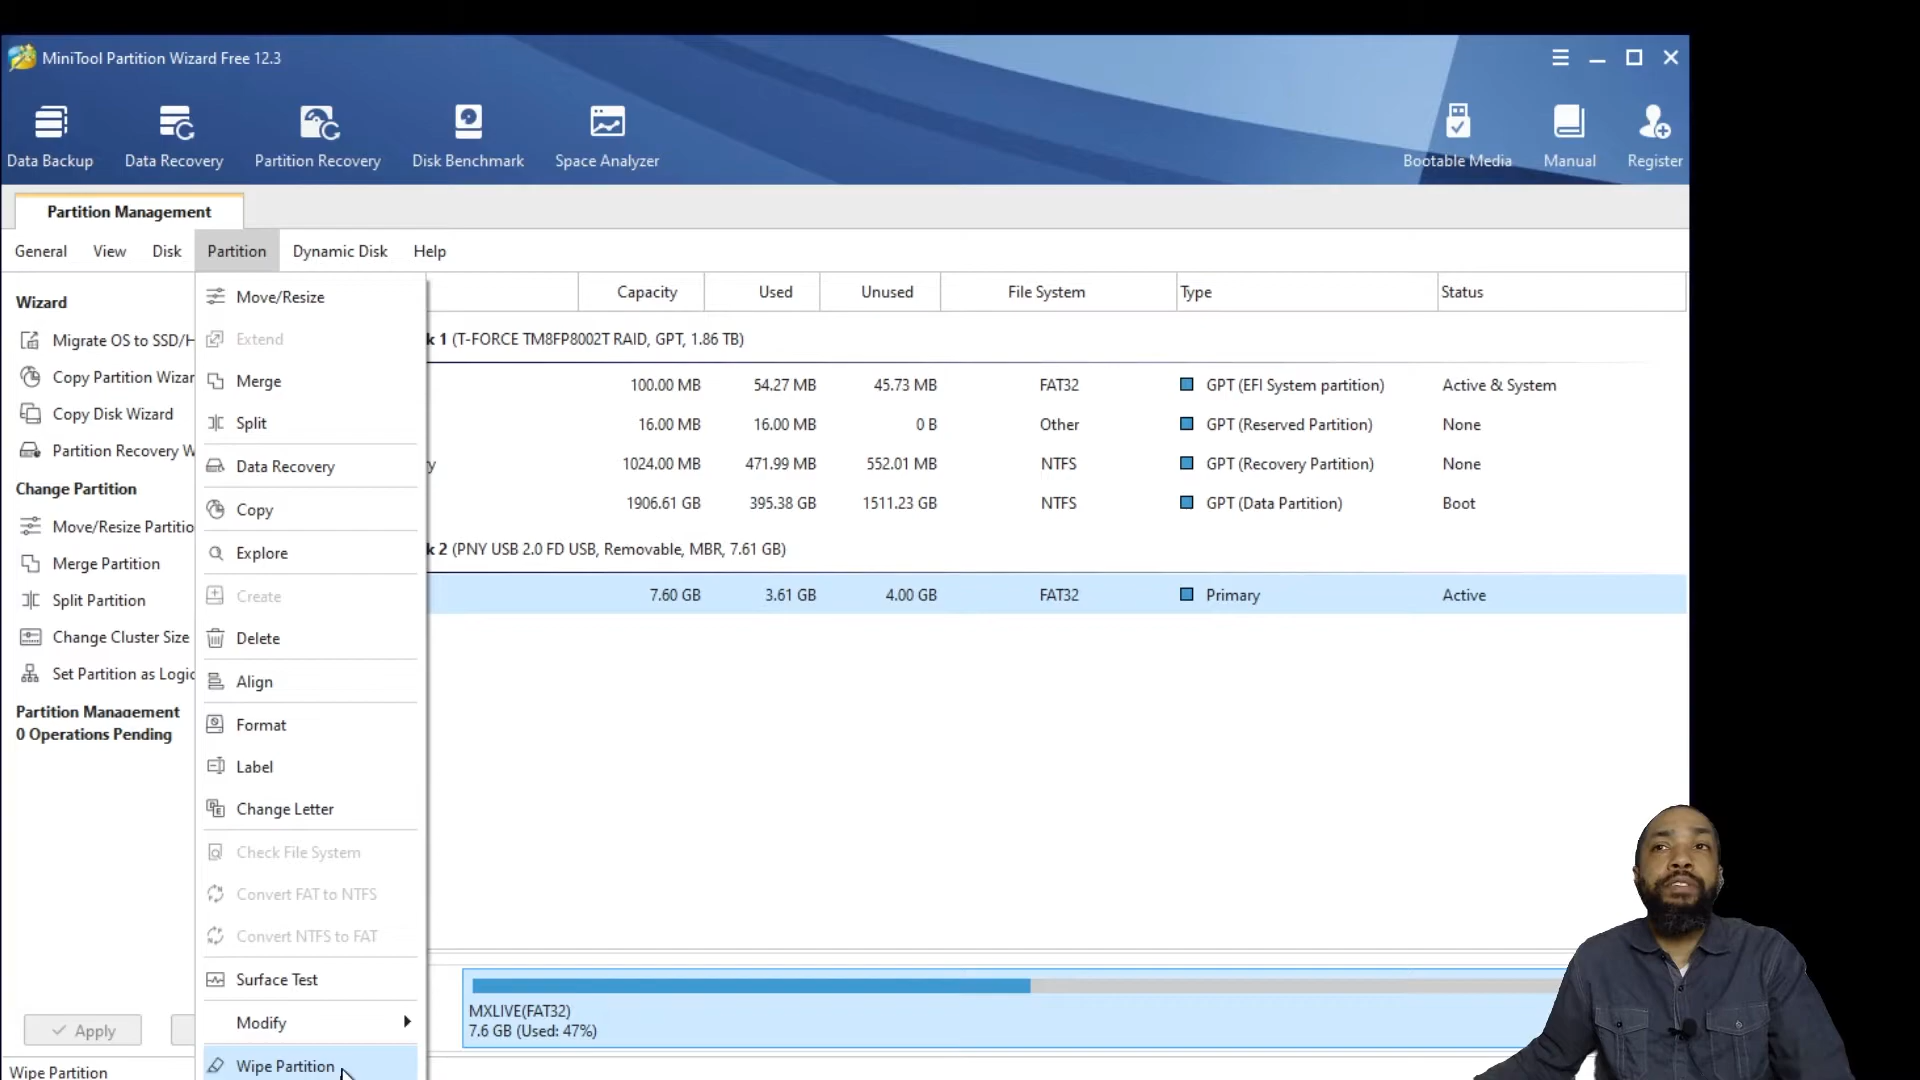 MiniTool Partition Wizard Free 12.3
Data Backup
Data Recovery
Partition Recovery
Disk Benchmark
Space Analyzer
Bootable Media
Manual
Register
Partition Management
General View Disk Partition Dynamic Disk Help
Wizard
Migrate OS to SSD/H
Copy Partition Wizar
Copy Disk Wizard
Partition Recovery W
Change Partition
Move/Resize Partitio
Merge Partition
Split Partition
Change Cluster Size
Set Partition as Logic
Partition Management
0 Operations Pending
Apply
Wipe Partition
Move/Resize
Extend
Merge
Split
Data Recovery
Copy
Explore
Create
Delete
Align
Format
Label
Change Letter
Check File System
Convert FAT to NTFS
Convert NTFS to FAT
Surface Test
Modify
Wipe Partition
Capacity Used Unused File System Type Status
k 1 (T-FORCE TM8FP8002T RAID, GPT, 1.86 TB)
100.00 MB 54.27 MB 45.73 MB FAT32 GPT (EFI System partition) Active & System
16.00 MB 16.00 MB 0 B Other GPT (Reserved Partition) None
y 1024.00 MB 471.99 MB 552.01 MB NTFS GPT (Recovery Partition) None
1906.61 GB 395.38 GB 1511.23 GB NTFS GPT (Data Partition) Boot
k 2 (PNY USB 2.0 FD USB, Removable, MBR, 7.61 GB)
7.60 GB 3.61 GB 4.00 GB FAT32 Primary Active
MXLIVE(FAT32)
7.6 GB (Used: 47%)